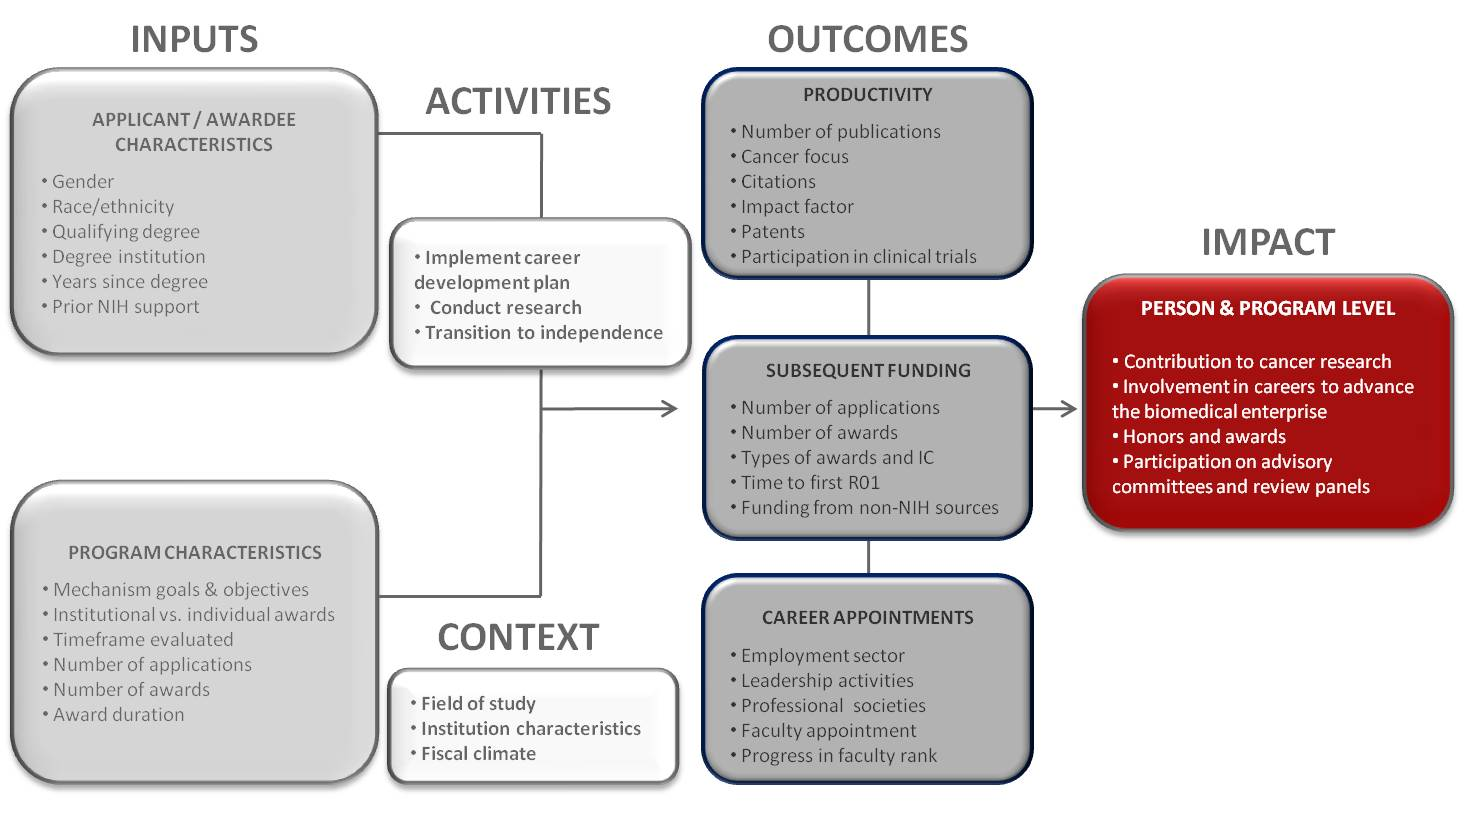 INPUTS
APPLICANT / AWARDEE
CHARACTERISTICS
• Gender
• Race/ethnicity
• Qualifying degree
• Degree institution
• Years since degree
• Prior NIH support
PROGRAM CHARACTERISTICS
• Mechanism goals & objectives
• Institutional vs. individual awards
• Timeframe evaluated
• Number of applications
• Number of awards
• Award duration
ACTIVITIES
• Implement career
development plan
• Conduct research
• Transition to independence
CONTEXT
• Field of study
• Institution characteristics
• Fiscal climate
OUTCOMES
PRODUCTIVITY
• Number of publications
• Cancer focus
• Citations
• Impact factor
• Patents
• Participation in clinical trials
SUBSEQUENT FUNDING
• Number of applications
• Number of awards
• Types of awards and IC
• Time to first R01
• Funding from non-NIH sources
CAREER APPOINTMENTS
• Employment sector
• Leadership activities
• Professional societies
• Faculty appointment
• Progress in faculty rank
IMPACT
PERSON & PROGRAM LEVEL
• Contribution to cancer research
• Involvement in careers to advance
the biomedical enterprise
• Honors and awards
• Participation on advisory
committees and review panels